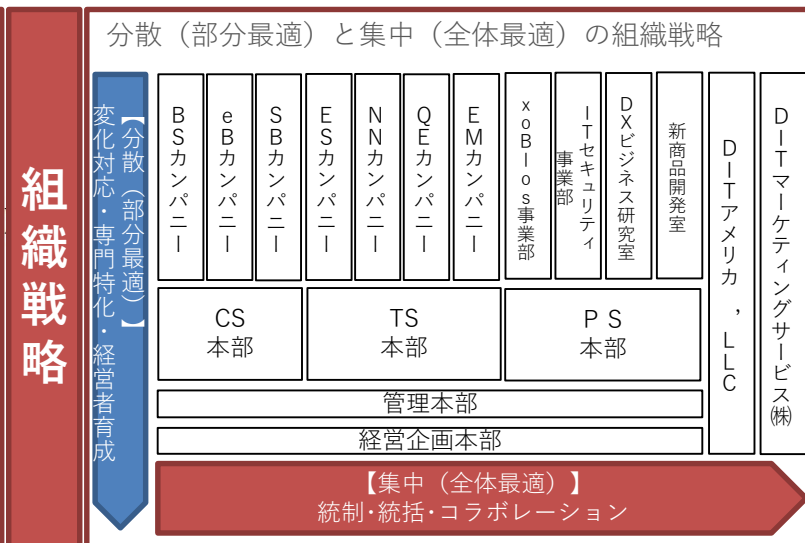 組織戦略
分散（部分最適）と集中（全体最適）の組織戦略
【分散（部分最適）】
変化対応・専門特化・経営者育成
BSカンパニー
eBカンパニー
SBカンパニー
ESカンパニー
NNカンパニー
QEカンパニー
EMカンパニー
xoBlos事業部
ITセキュリティ
事業部
DXビジネス研究室
新商品開発室
DITアメリカ，LLC
DITマーケティングサービス㈱
CS
本部
TS
本部
PS
本部
管理本部
経営企画本部
【集中（全体最適）】
統制・統括・コラボレーション